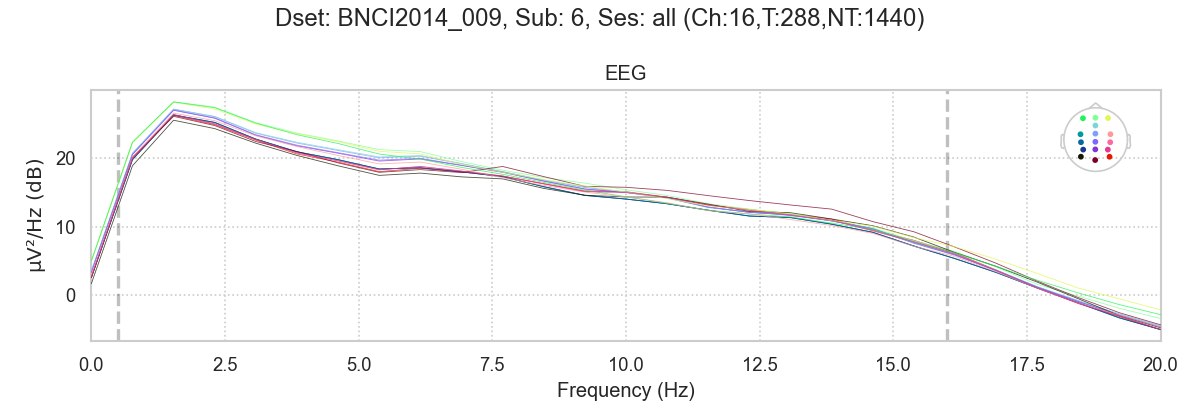 Dset: BNCI2014_009, Sub: 6, Ses: all (Ch:16,T:288,NT:1440)
EEG
µV²/Hz (dB)
20
10
0
0.0 2.5 5.0 7.5 10.0 12.5 15.0 17.5 20.0
Frequency (Hz)